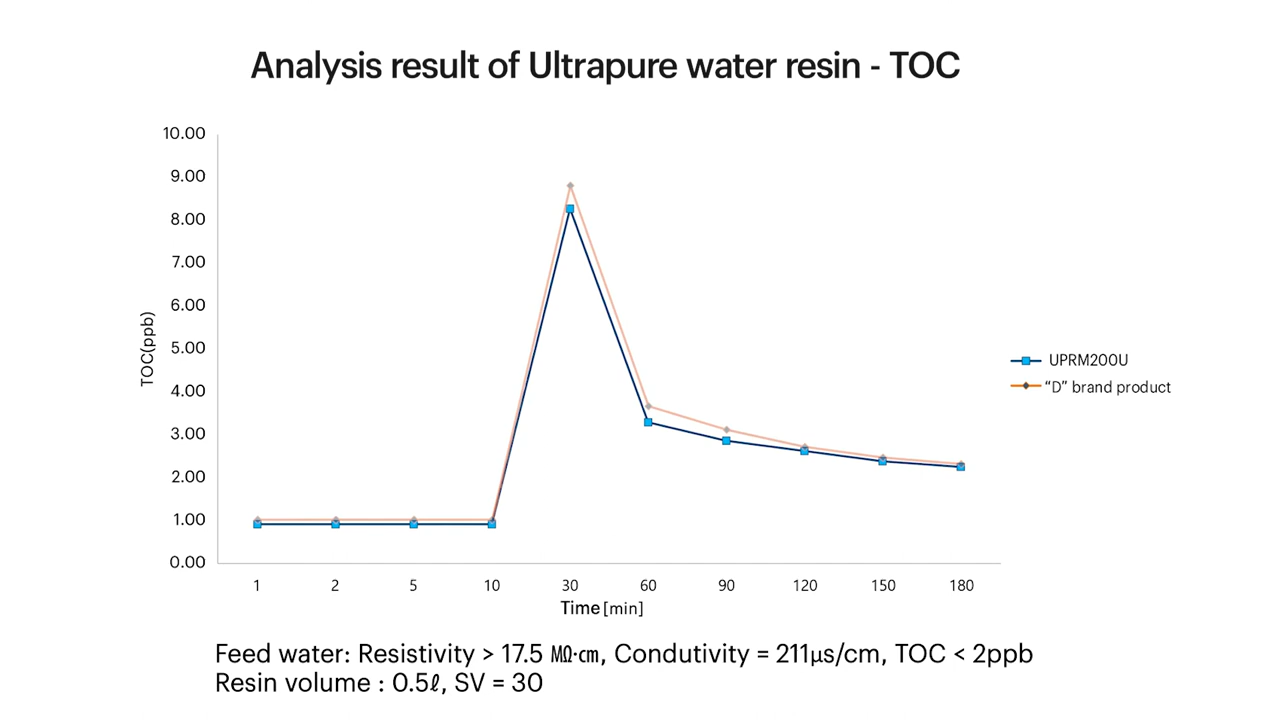 Analysis result of Ultrapure water resin - TOC
10.00
9.00
8.00
7.00
6.00
5.00
4.00
3.00
2.00
1.00
0.00
TOC(ppb)
1 2 5 10 30 60 90 120 150 180
Time [min]
UPRM200U
“D” brand product
Feed water: Resistivity > 17.5 ㏁·㎝, Condutivity = 211μs/cm, TOC < 2ppb
Resin volume : 0.5ℓ, SV = 30